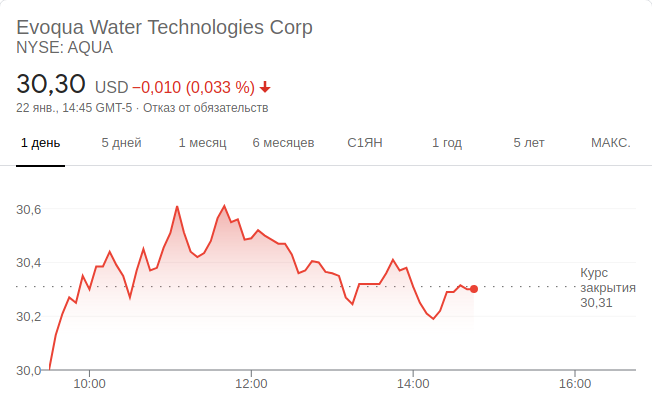 Evoqua Water Technologies Corp
NYSE: AQUA
30,30 USD −0,010 (0,033 %)
22 янв., 14:45 GMT-5 · Отказ от обязательств
1 день 5 дней 1 месяц 6 месяцев С1ЯН 1 год 5 лет МАКС.
30,6
30,4
Курс
закрытия
30,31
30,2
30,0
10:00 12:00 14:00 16:00